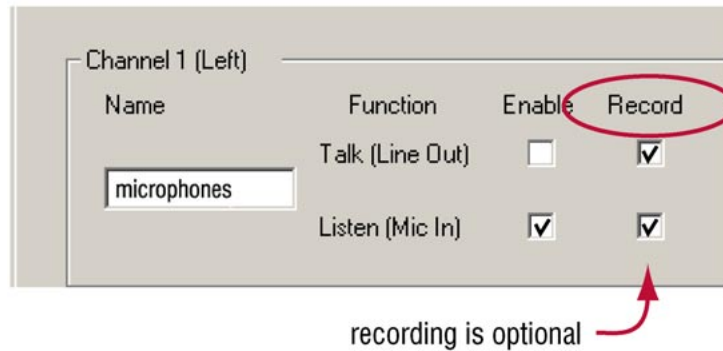 Channel 1 (Left)
Name Function Enable Record
Talk (Line Out)
microphones
Listen (Mic In)
recording is optional